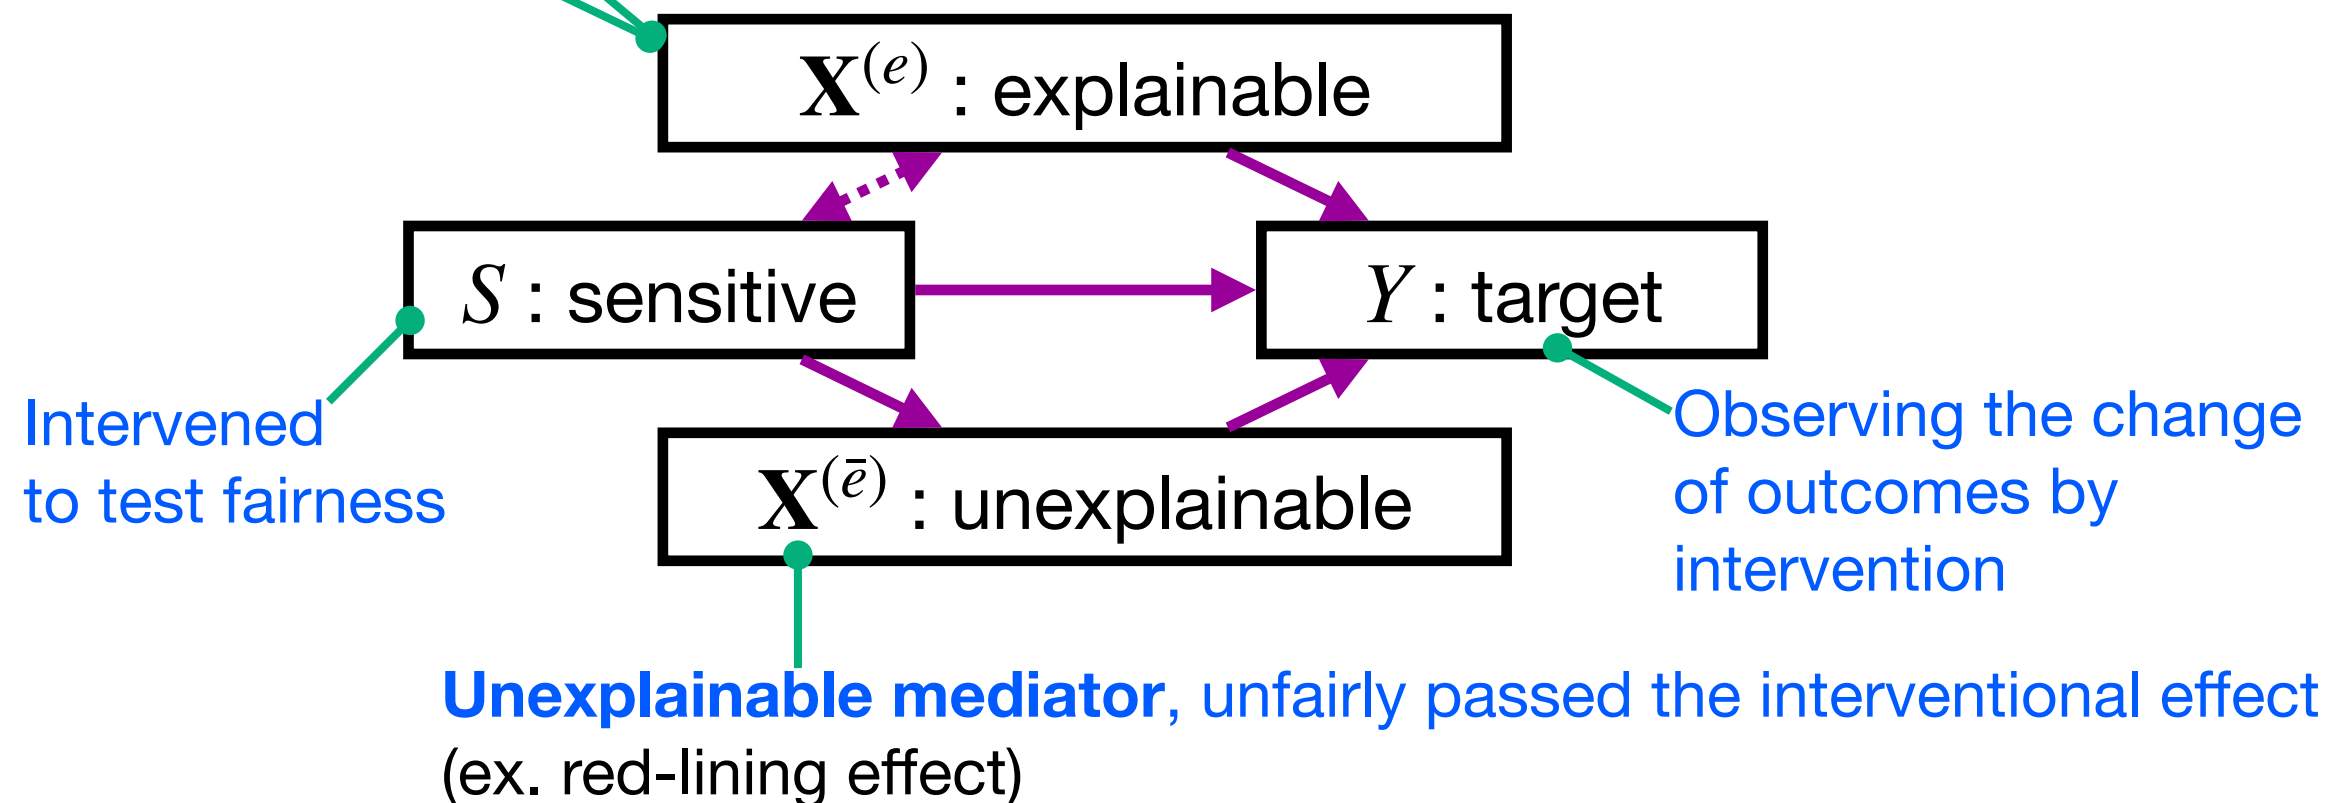 X^(e) : explainable
S : sensitive
Y : target
Intervened
to test fairness
X^(ē) : unexplainable
Observing the change
of outcomes by
intervention
Unexplainable mediator, unfairly passed the interventional effect
(ex. red-lining effect)